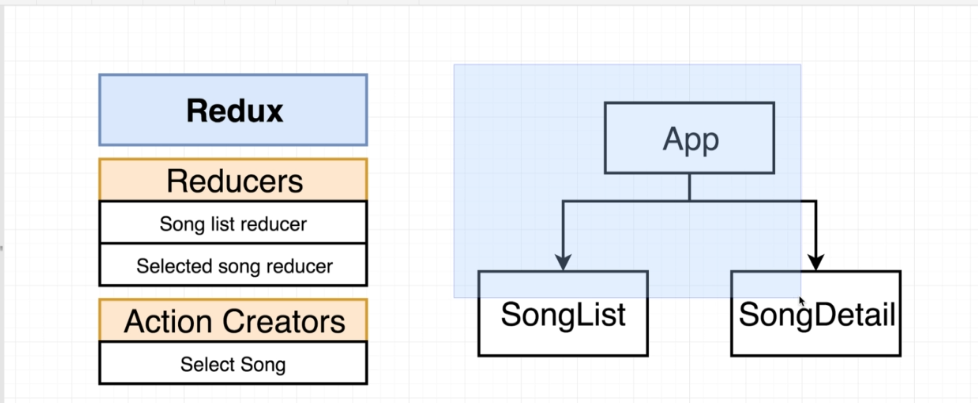 Redux
Reducers
Song list reducer
Selected song reducer
Action Creators
Select Song
App
SongList
SongDetail